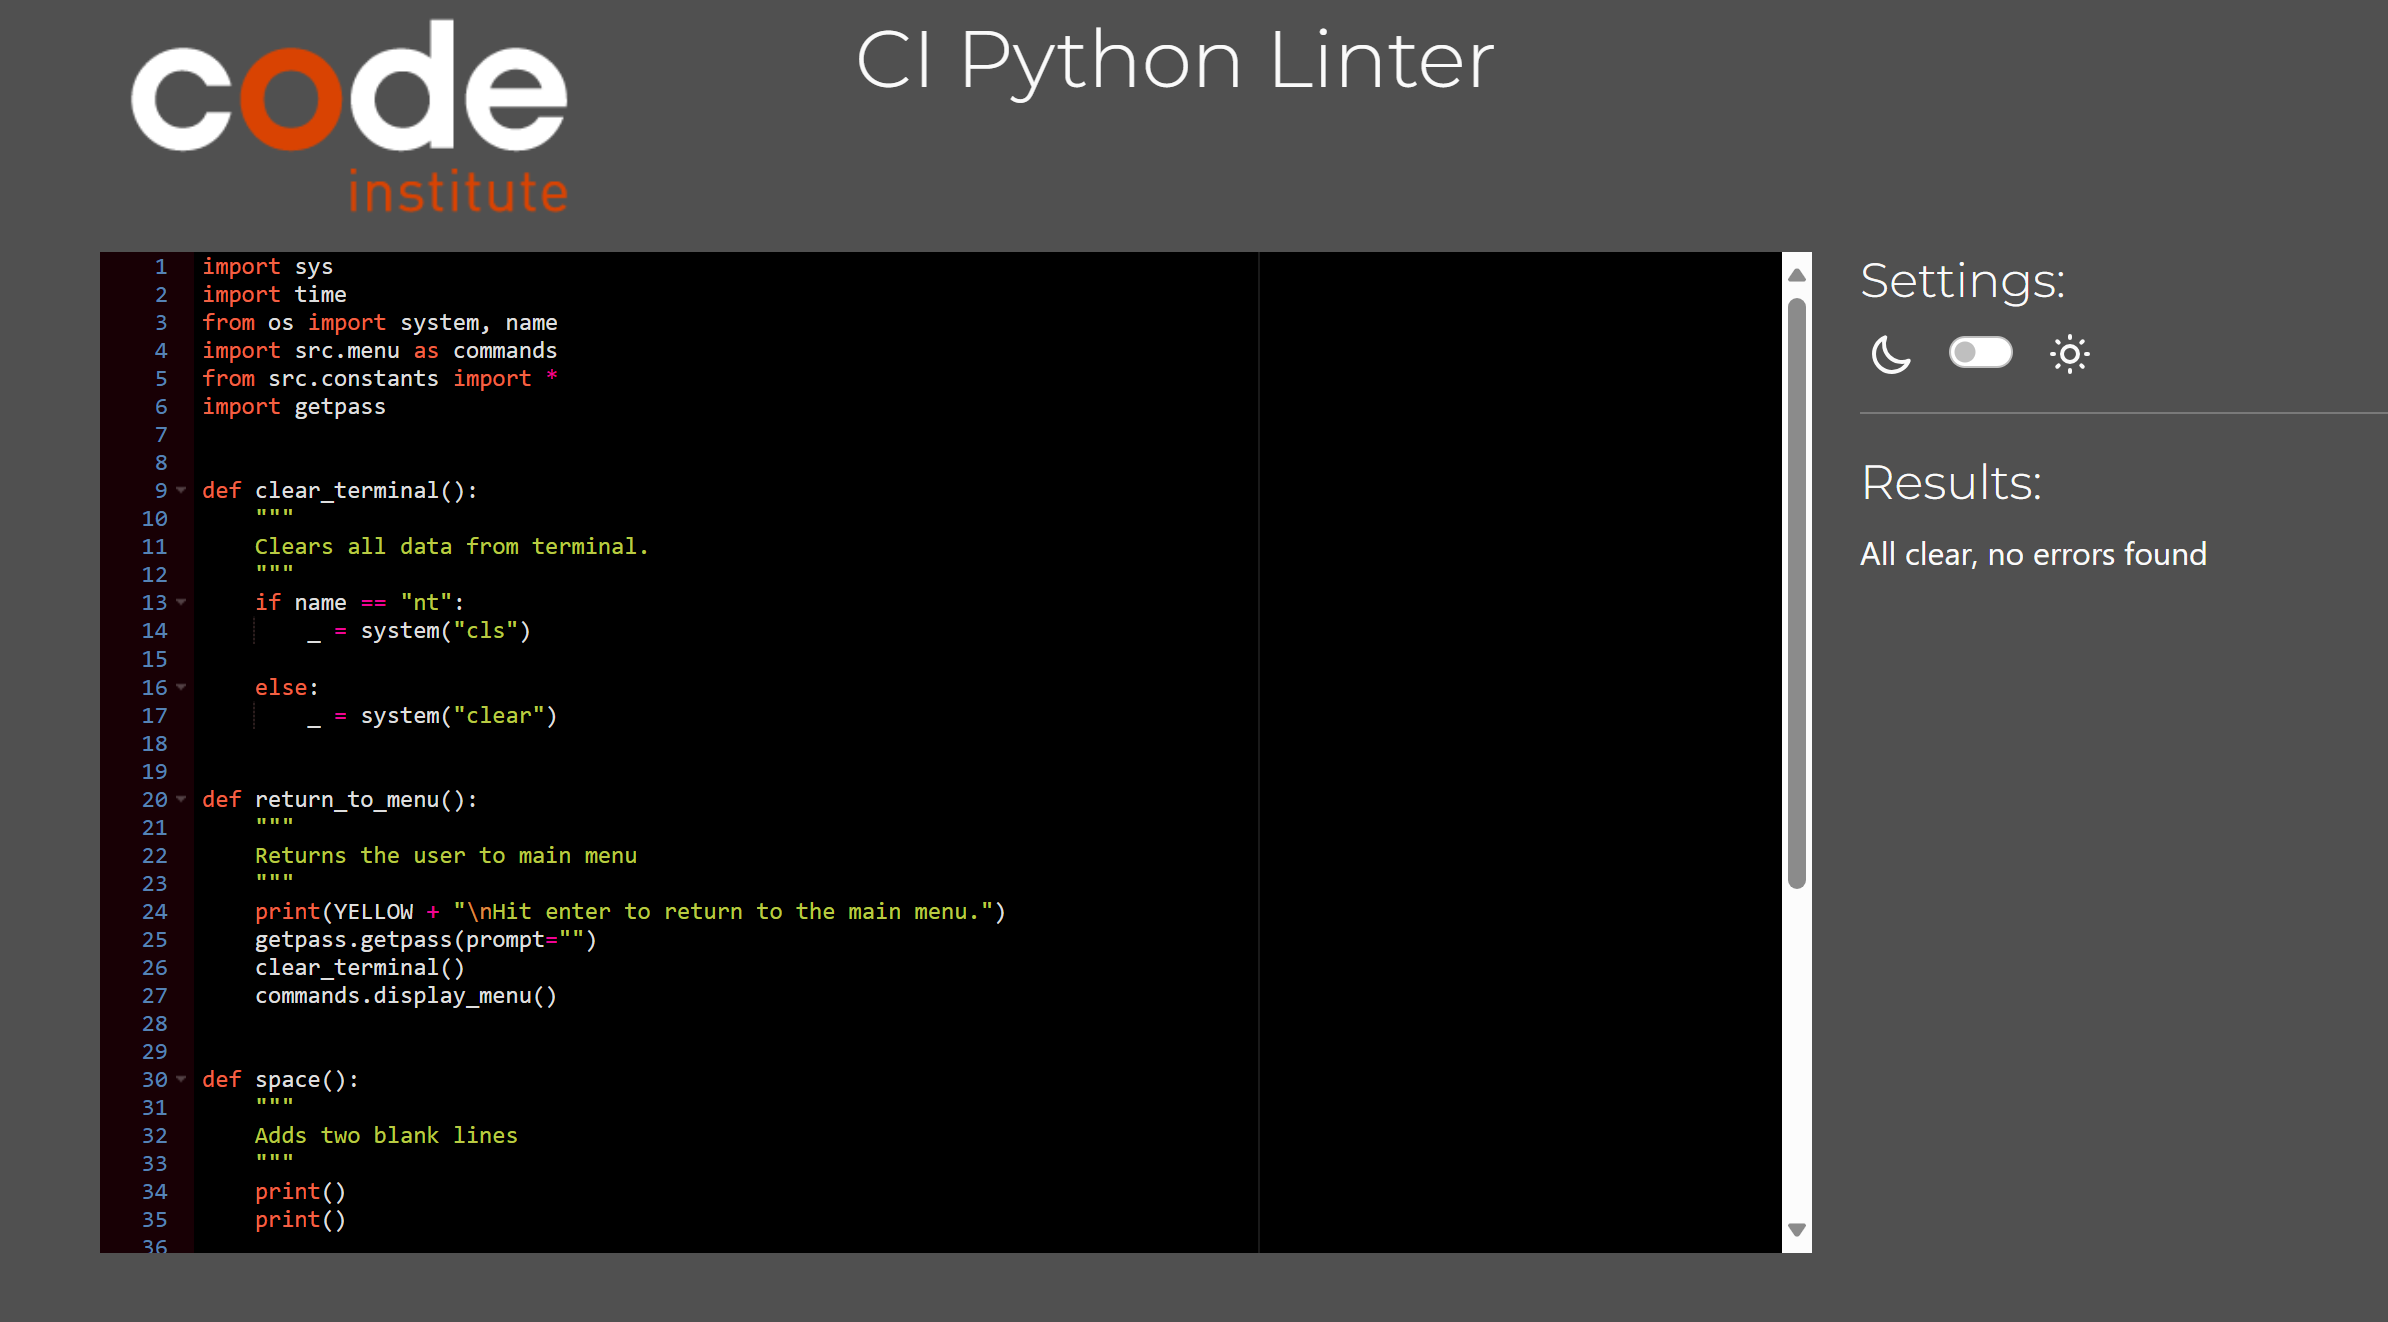 code
institute
CI Python Linter
1 import sys
2 import time
3 from os import system, name
4 import src.menu as commands
5 from src.constants import *
6 import getpass
7
8
9 def clear_terminal():
10     """
11     Clears all data from terminal.
12     """
13     if name == "nt":
14         _ = system("cls")
15
16     else:
17         _ = system("clear")
18
19
20 def return_to_menu():
21     """
22     Returns the user to main menu
23     """
24     print(YELLOW + "\nHit enter to return to the main menu.")
25     getpass.getpass(prompt="")
26     clear_terminal()
27     commands.display_menu()
28
29
30 def space():
31     """
32     Adds two blank lines
33     """
34     print()
35     print()
36
Settings:
Results:
All clear, no errors found